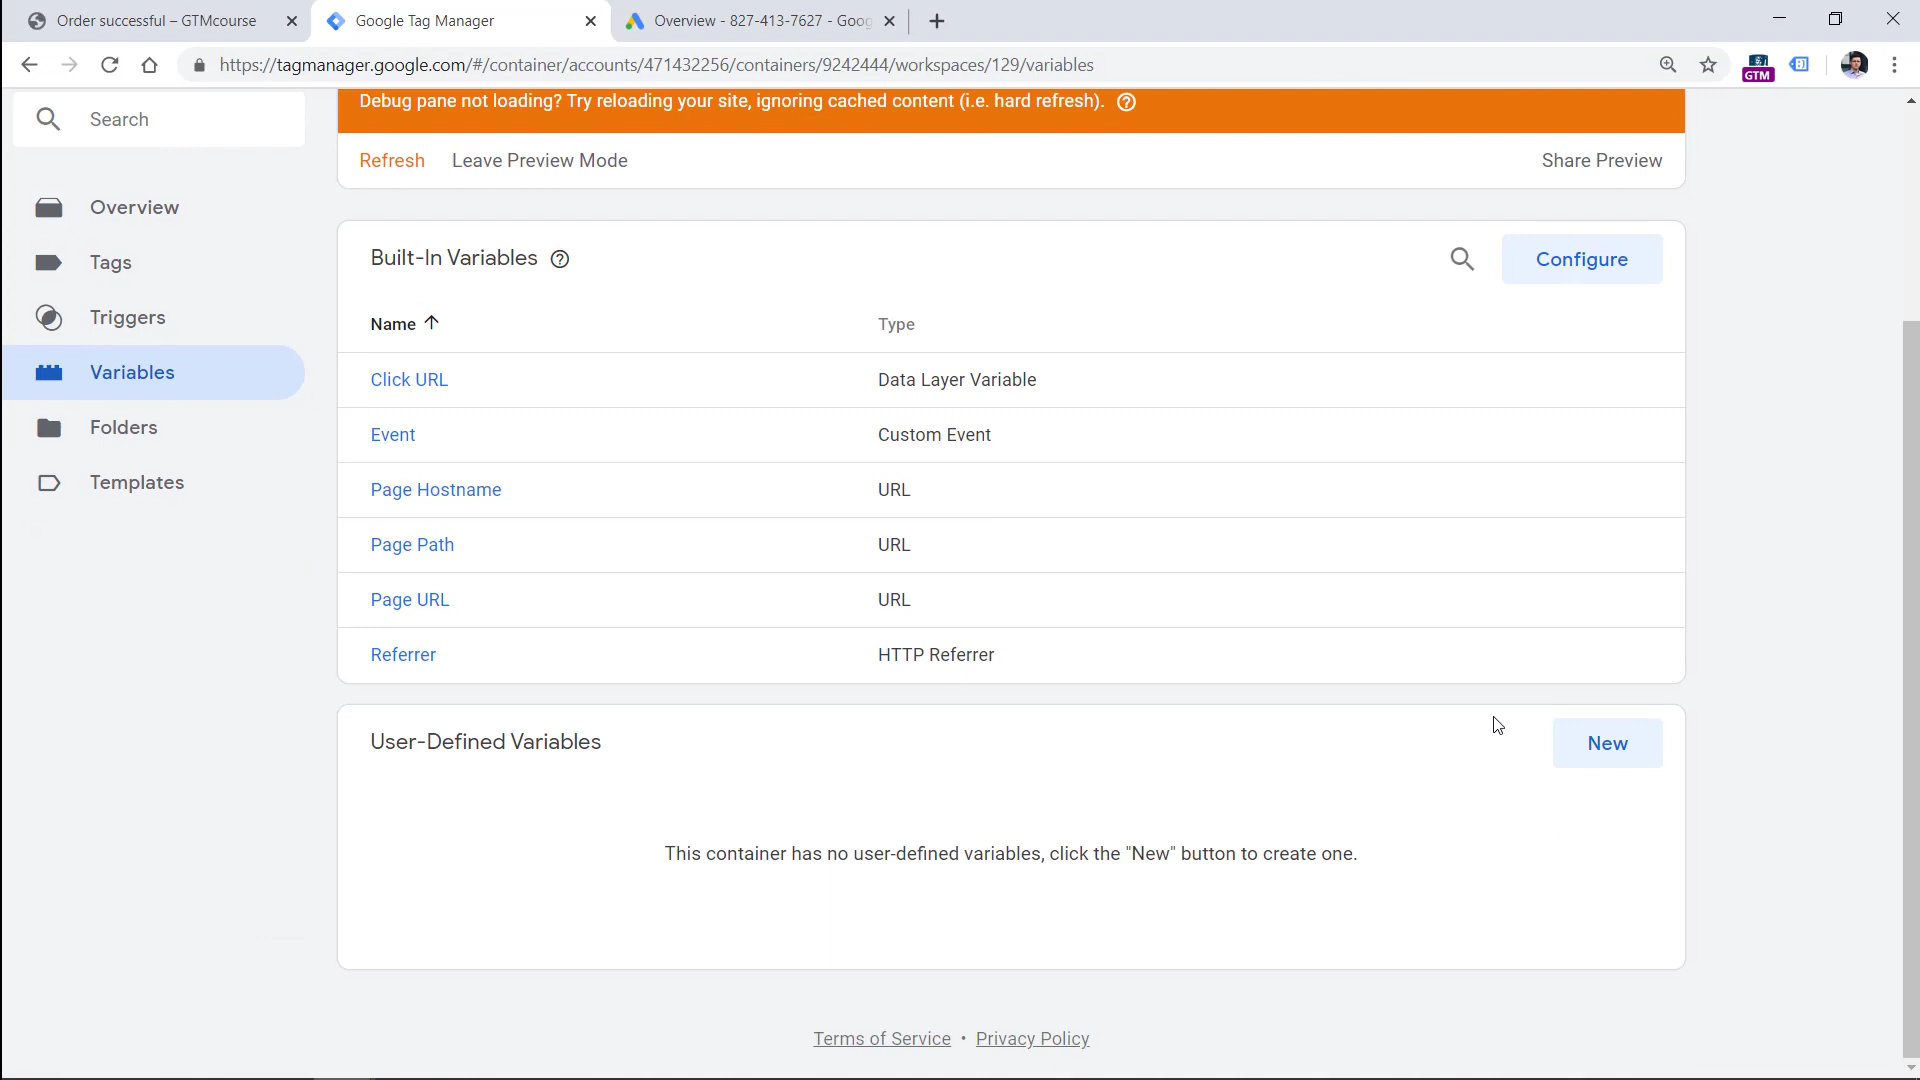 Order successful – GTMcourse
Google Tag Manager
Overview - 827-413-7627 - Goog
https://tagmanager.google.com/#/container/accounts/471432256/containers/9242444/workspaces/129/variables
GTM
Search
Debug pane not loading? Try reloading your site, ignoring cached content (i.e. hard refresh).
Refresh
Leave Preview Mode
Share Preview
Overview
Tags
Triggers
Variables
Folders
Templates
Built-In Variables
Configure
Name
Type
Click URL
Data Layer Variable
Event
Custom Event
Page Hostname
URL
Page Path
URL
Page URL
URL
Referrer
HTTP Referrer
User-Defined Variables
New
This container has no user-defined variables, click the "New" button to create one.
Terms of Service • Privacy Policy